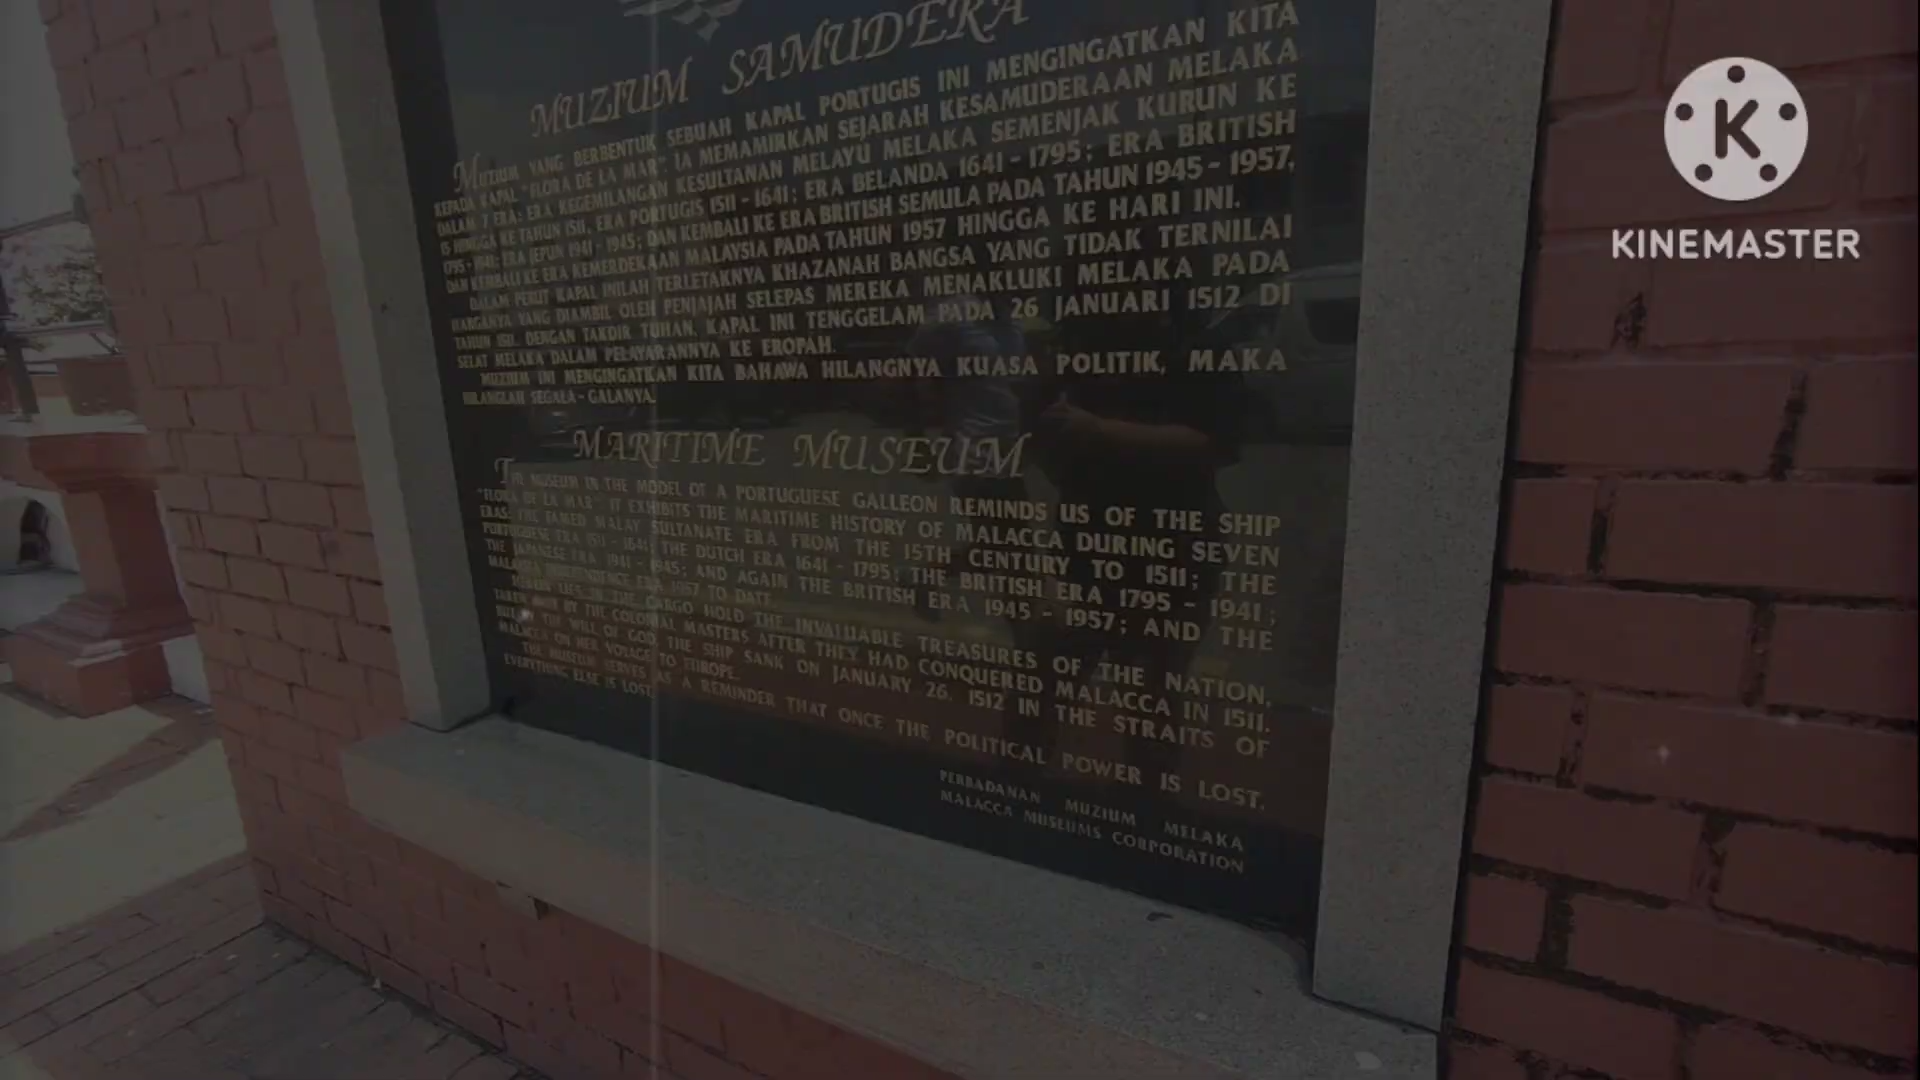 MUZIUM SAMUDERA
MUZIUM YANG BERBENTUK SEBUAH KAPAL PORTUGIS INI MENGINGATKAN KITA
KEPADA KAPAL "FLORA DE LA MAR". IA MEMAMIRKAN SEJARAH KESAMUDERAAN MELAKA
DALAM 7 ERA: ERA KEGEMILANGAN KESULTANAN MELAYU MELAKA SEMENJAK KURUN KE
15 HINGGA KE TAHUN 1511, ERA PORTUGIS 1511 - 1641; ERA BELANDA 1641 - 1795; ERA BRITISH
1795 - 1941; ERA JEPUN 1941 - 1945; DAN KEMBALI KE ERA BRITISH SEMULA PADA TAHUN 1945 - 1957,
DAN KEMBALI KE ERA KEMERDEKAAN MALAYSIA PADA TAHUN 1957 HINGGA KE HARI INI.
DALAM PERUT KAPAL INILAH TERLETAKNYA KHAZANAH BANGSA YANG TIDAK TERNILAI
HARGANYA YANG DIAMBIL OLEH PENJAJAH SELEPAS MEREKA MENAKLUKI MELAKA PADA
TAHUN 1511. DENGAN TAKDIR TUHAN, KAPAL INI TENGGELAM PADA 26 JANUARI 1512 DI
SELAT MELAKA DALAM PELAYARANNYA KE EROPAH.
MUZIUM INI MENGINGATKAN KITA BAHAWA HILANGNYA KUASA POLITIK, MAKA
HILANGLAH SEGALA - GALANYA.
MARITIME MUSEUM
THE MUSEUM IN THE MODEL OT A PORTUGUESE GALLEON REMINDS US OF THE SHIP
"FLORA DE LA MAR" IT EXHIBITS THE MARITIME HISTORY OF MALACCA DURING SEVEN
ERAS: THE FAMED MALAY SULTANATE ERA FROM THE 15TH CENTURY TO 1511; THE
PORTUGUESE ERA 1511 - 1641; THE DUTCH ERA 1641 - 1795; THE BRITISH ERA 1795 - 1941;
THE JAPANESE ERA 1941 - 1945; AND AGAIN THE BRITISH ERA 1945 - 1957; AND THE
MALAYSIA INDEPENDENCE ERA 1957 TO DATE.
HEREIN LIES IN THE CARGO HOLD THE INVALUABLE TREASURES OF THE NATION,
TAKEN AWAY BY THE COLONIAL MASTERS AFTER THEY HAD CONQUERED MALACCA IN 1511.
BUT BY THE WILL OF GOD, THE SHIP SANK ON JANUARY 26, 1512 IN THE STRAITS OF
MALACCA ON HER VOYAGE TO EUROPE.
THE MUSEUM SERVES AS A REMINDER THAT ONCE THE POLITICAL POWER IS LOST,
EVERYTHING ELSE IS LOST.
PERBADANAN MUZIUM MELAKA
MALACCA MUSEUMS CORPORATION
K
KINEMASTER